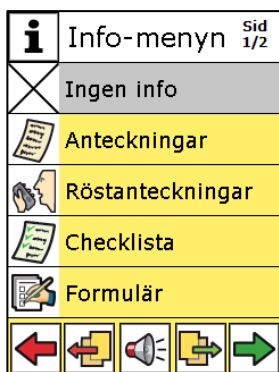 Info-menyn Sid
1/2
Ingen info
Anteckningar
Röstanteckningar
Checklista
Formulär